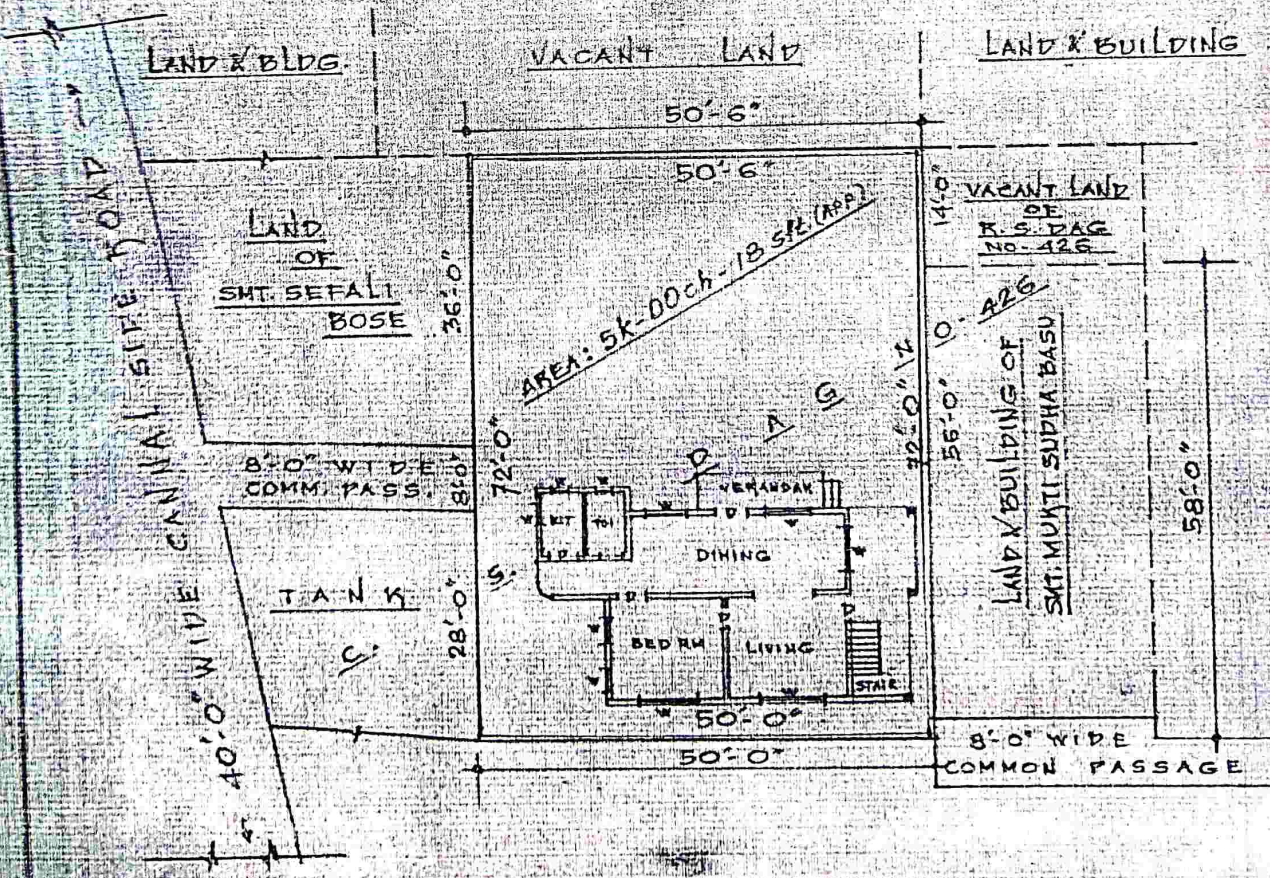 LAND & BLDG
VACANT LAND
LAND & BUILDING
50'-6"
50'-6"
LAND
OF
SMT. SEFALI
BOSE
36'-0"
AREA: 5K-00ch-18 sft.(APP)
14'-0"
VACANT LAND
OF
R.S. DAG
NO-426
426
72'-0"
72'-0"
55'-0"
LAND & BUILDING OF
SMT. MUKTI SUDHA BASU
58'-0"
8'-0" WIDE
COMM. PASS.
8'-0"
40'-0" WIDE CANNAL SIDE ROAD
D A G
VERANDAH
KIT
TOI
DINING
TANK
28'-0"
S.
C.
BED RM
LIVING
STAIR
50'-0"
50'-0"
8'-0" WIDE
COMMON PASSAGE
W
W
W
W
W
W
W
W
W
W
D
D
D
D
D